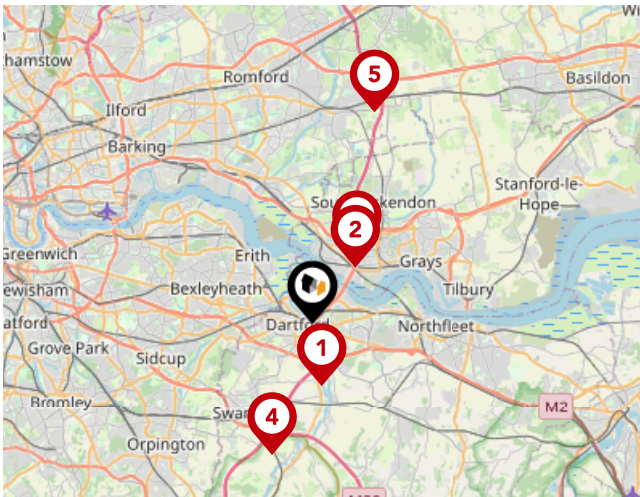 Romford
5
Basildon
Ilford
Barking
Stanford-le-
Hope
2
Greenwich
Erith
Grays
Bexleyheath
Tilbury
Northfleet
1
Grove Park
Sidcup
Bromley
4
M2
Orpington